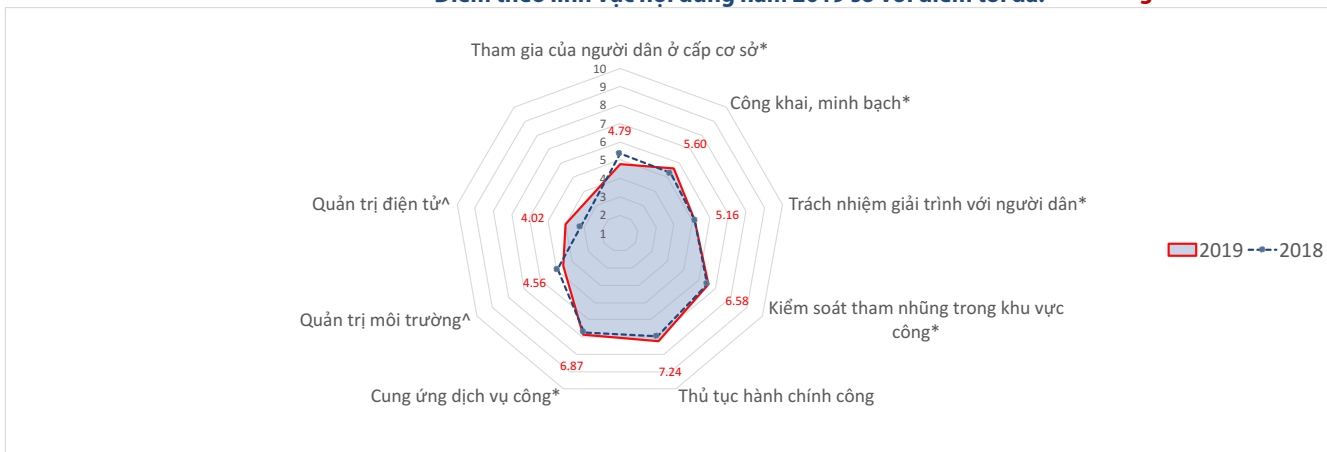 Tham gia của người dân ở cấp cơ sở*
10
9
8
7
6
5
4
3
2
1
4.79
Công khai, minh bạch*
5.60
Trách nhiệm giải trình với người dân*
5.16
Kiểm soát tham nhũng trong khu vực
công*
6.58
Thủ tục hành chính công
7.24
Cung ứng dịch vụ công*
6.87
Quản trị môi trường^
4.56
Quản trị điện tử^
4.02
2019
2018